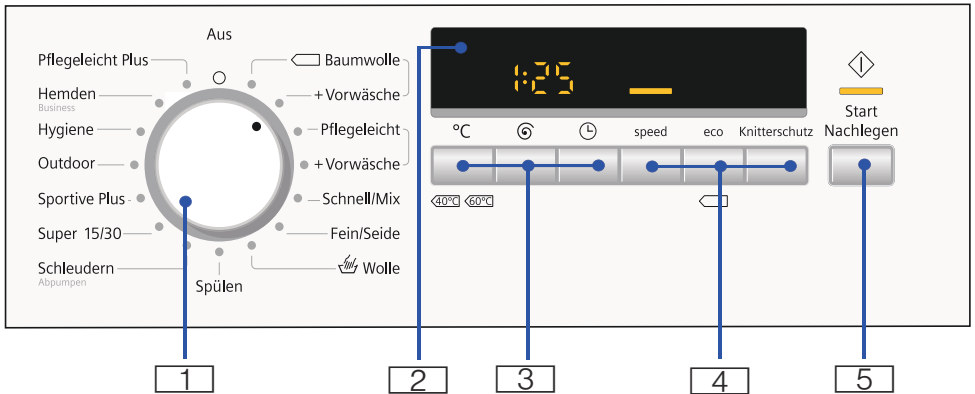 Aus
Pflegeleicht Plus
Hemden
Business
Hygiene
Outdoor
Sportive Plus
Super 15/30
Schleudern
Abpumpen
Spülen
Baumwolle
+Vorwäsche
Pflegeleicht
+Vorwäsche
Schnell/Mix
Fein/Seide
Wolle
1:25
°C
speed
eco
Knitterschutz
40°C
60°C
Start
Nachlegen
1
2
3
4
5